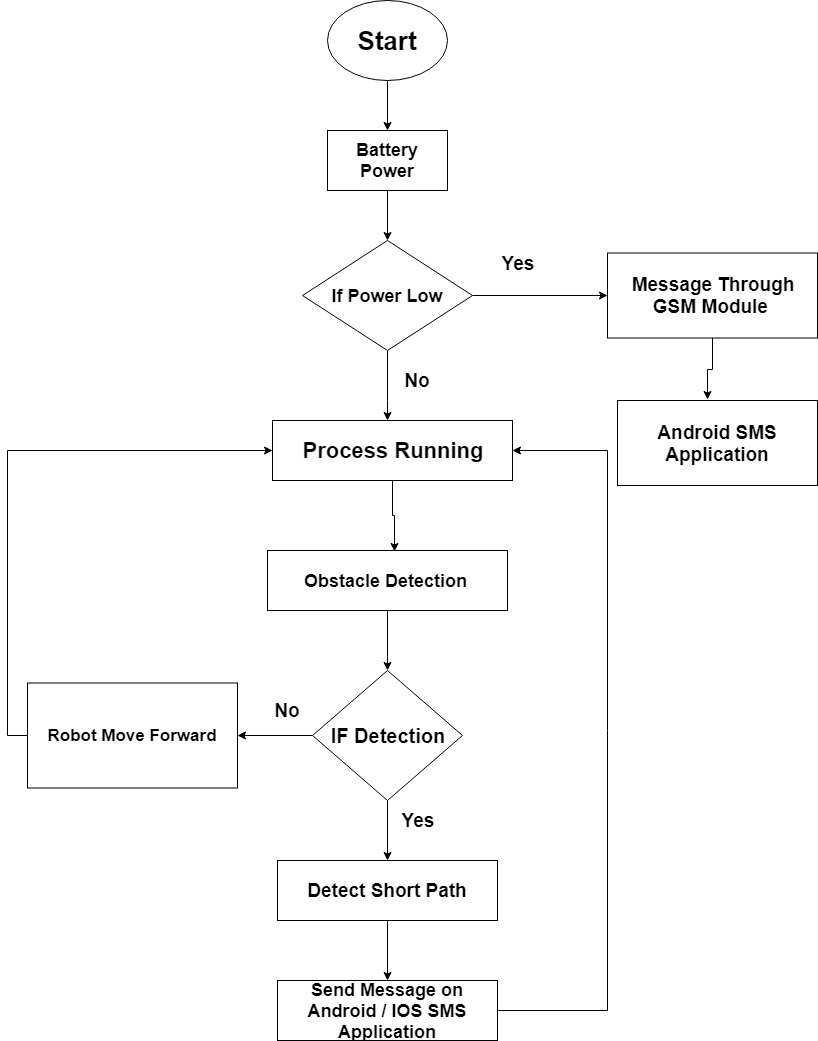 Start
Battery
Power
If Power Low
Yes
Message Through
GSM Module
No
Android SMS
Application
Process Running
Obstacle Detection
No
IF Detection
Robot Move Forward
Yes
Detect Short Path
Send Message on
Android / IOS SMS
Application